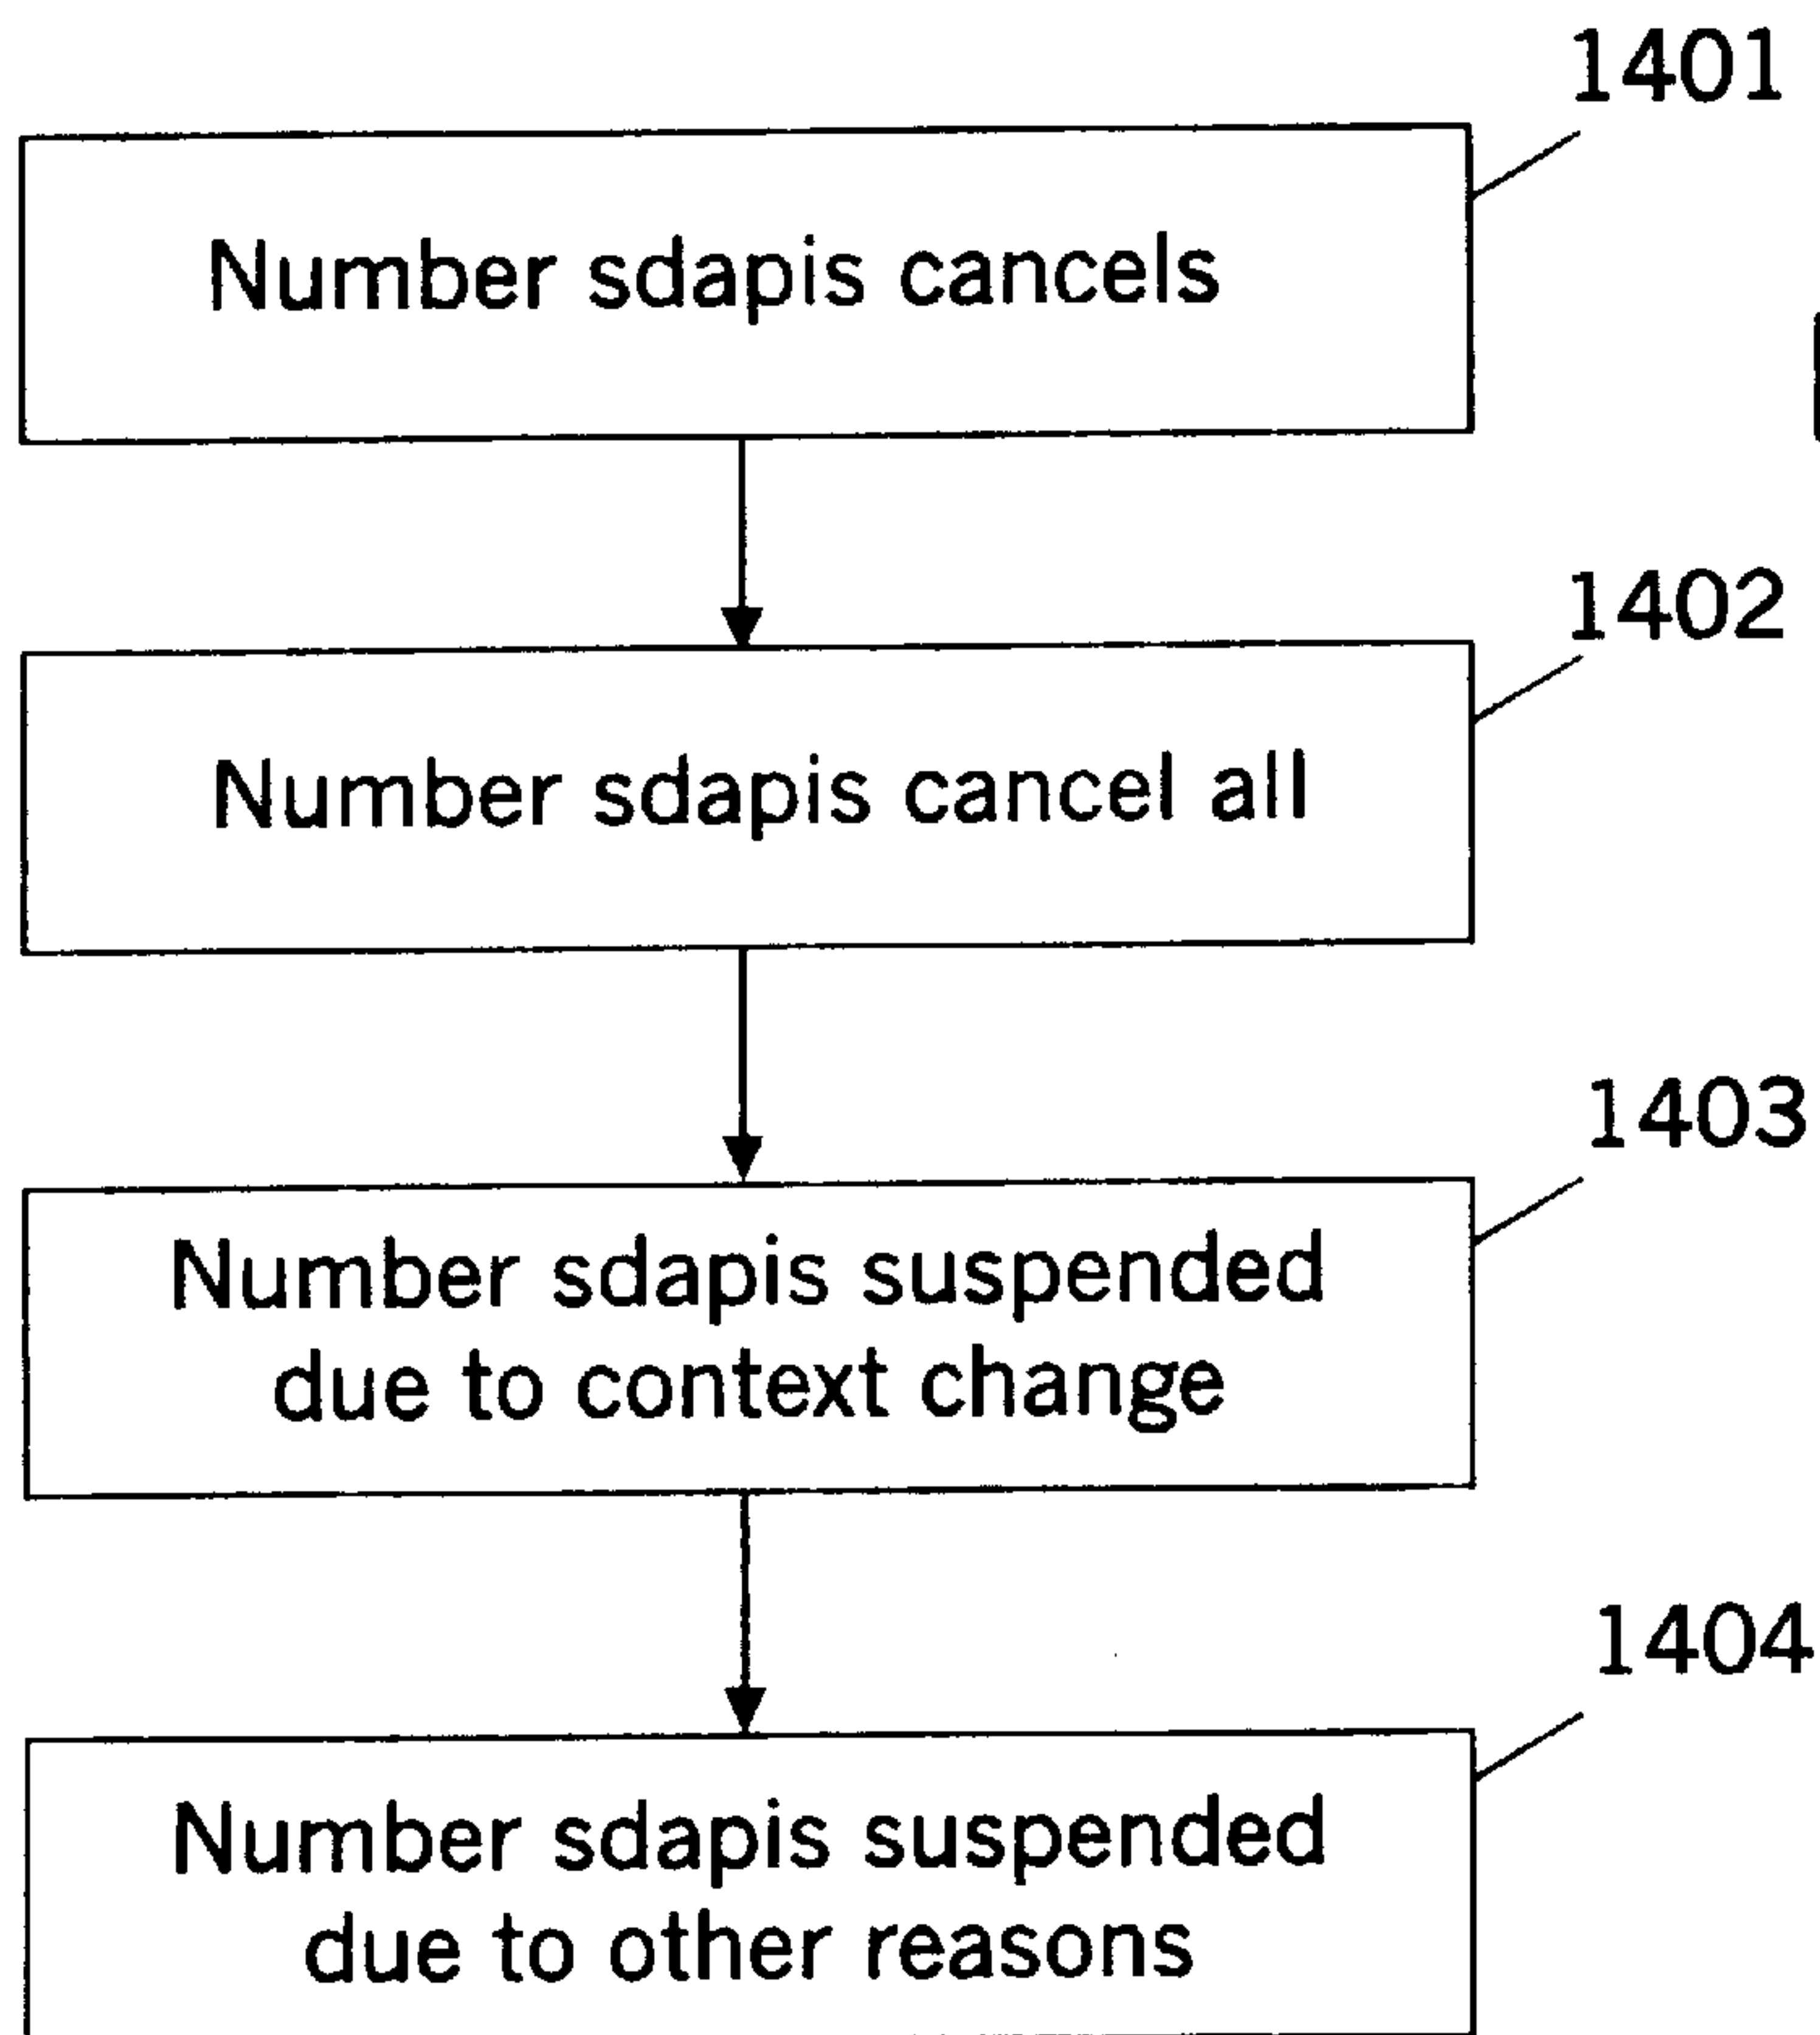 1401
Number sdapis cancels
1402
Number sdapis cancel all
1403
Number sdapis suspended
due to context change
1404
Number sdapis suspended
due to other reasons